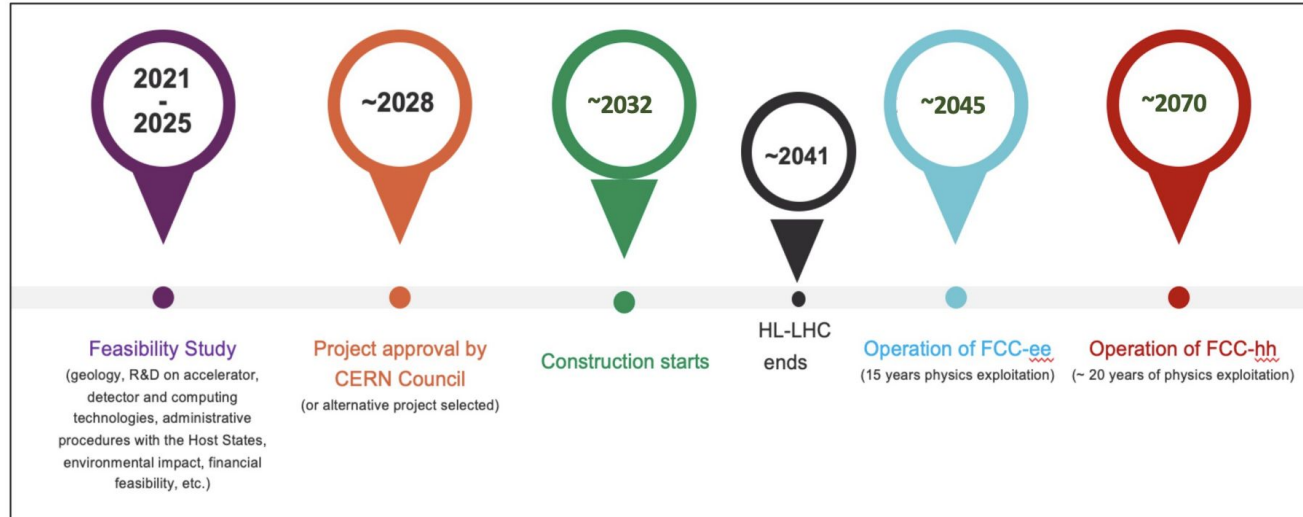 2021
-
2025
~2028
~2032
~2041
~2045
~2070
Feasibility Study
(geology, R&D on accelerator,
detector and computing
technologies, administrative
procedures with the Host States,
environmental impact, financial
feasibility, etc.)
Project approval by
CERN Council
(or alternative project selected)
Construction starts
HL-LHC
ends
Operation of FCC-ee
(15 years physics exploitation)
Operation of FCC-hh
(~ 20 years of physics exploitation)